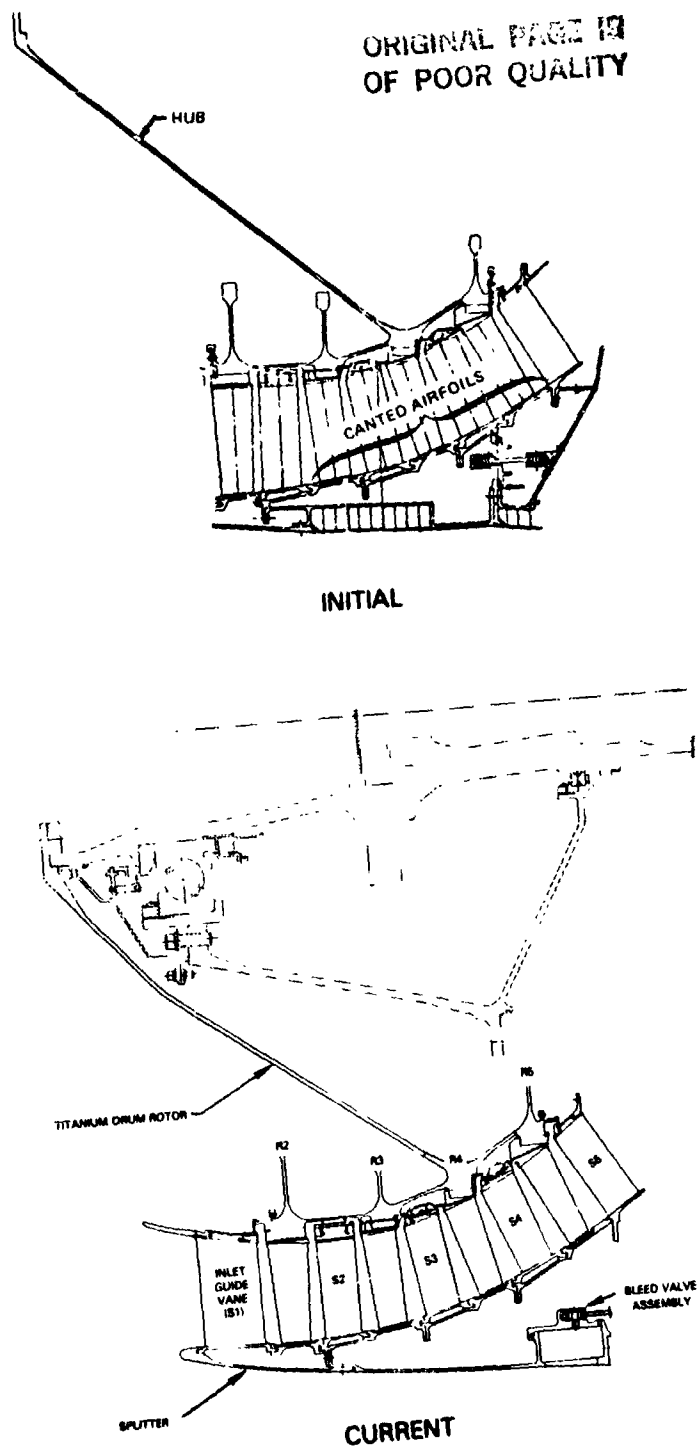 ORIGINAL PAGE IS
OF POOR QUALITY
HUB
CANTED AIRFOILS
INITIAL
R5
TITANIUM DRUM ROTOR
R2
R3
R4
S5
S4
S3
S2
INLET
GUIDE
VANE
(S1)
BLEED VALVE
ASSEMBLY
SPLITTER
CURRENT